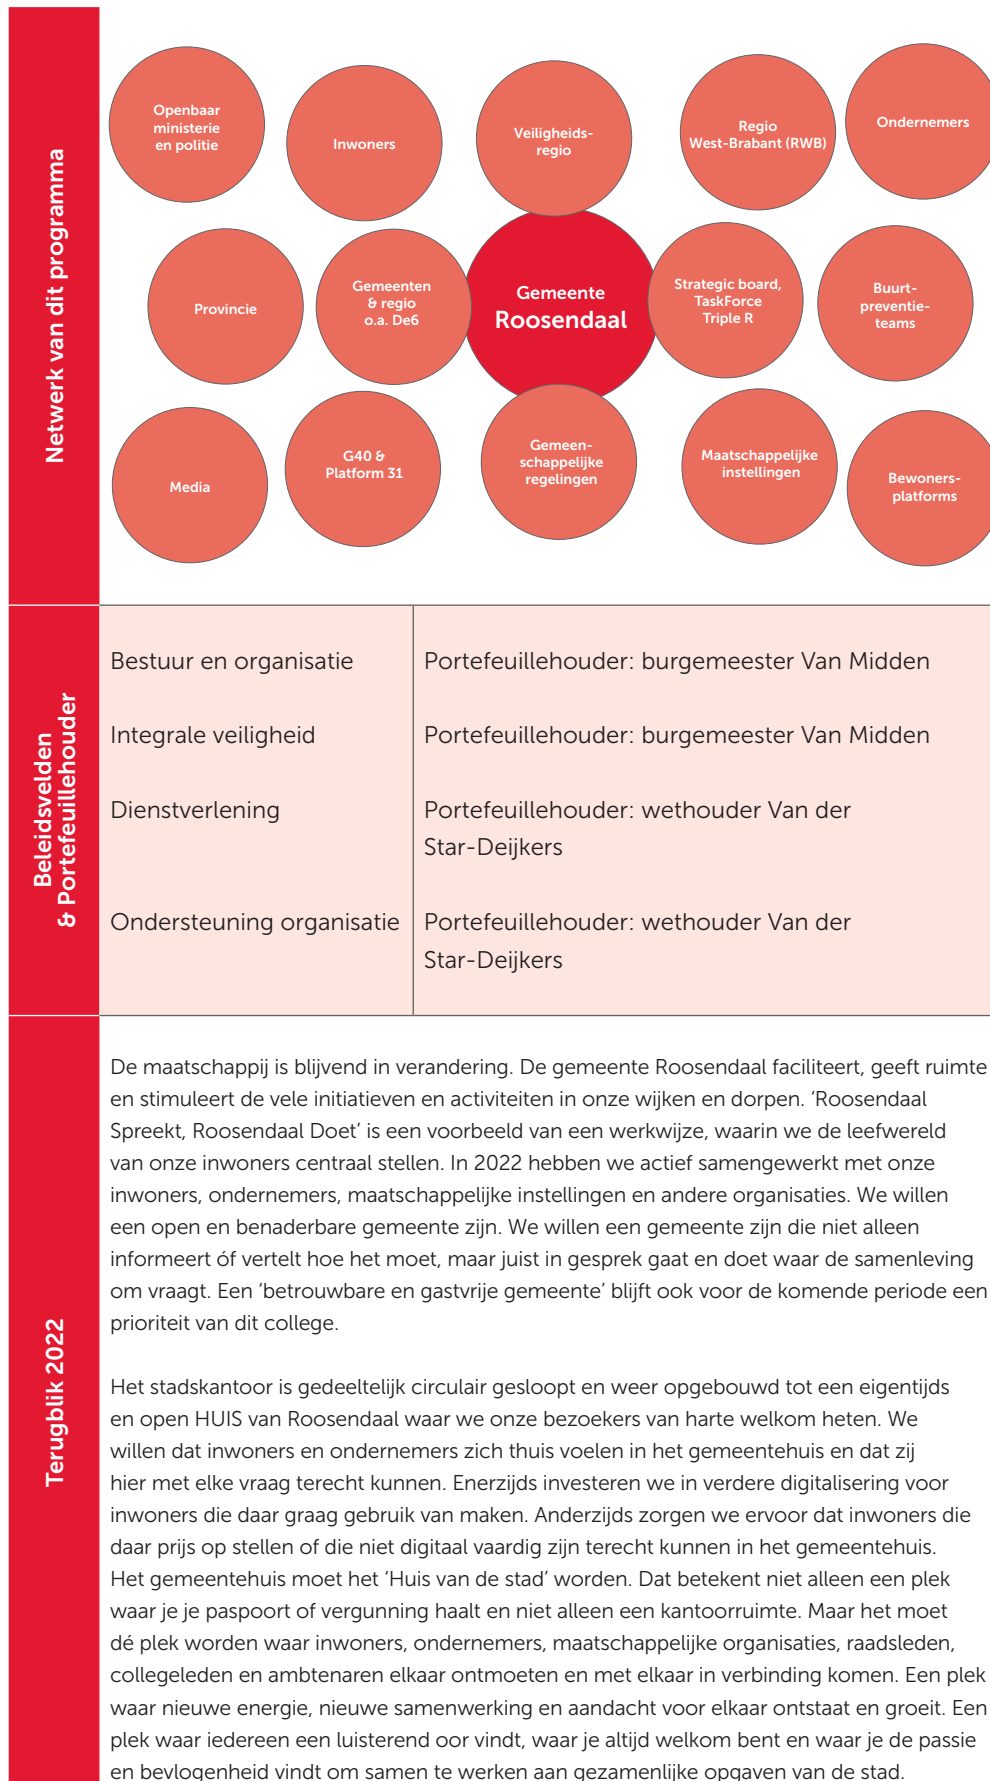 Netwerk van dit programma
Openbaar
ministerie
en politie
Inwoners
Veiligheids-
regio
Regio
West-Brabant (RWB)
Ondernemers
Provincie
Gemeenten
& regio
o.a. De6
Gemeente
Roosendaal
Strategic board,
TaskForce
Triple R
Buurt-
preventie-
teams
Media
G40 &
Platform 31
Gemeen-
schappelijke
regelingen
Maatschappelijke
instellingen
Bewoners-
platforms
Beleidsvelden
& Portefeuillehouder
Bestuur en organisatie
Portefeuillehouder: burgemeester Van Midden
Integrale veiligheid
Portefeuillehouder: burgemeester Van Midden
Dienstverlening
Portefeuillehouder: wethouder Van der
Star-Deijkers
Ondersteuning organisatie
Portefeuillehouder: wethouder Van der
Star-Deijkers
Terugblik 2022
De maatschappij is blijvend in verandering. De gemeente Roosendaal faciliteert, geeft ruimte
en stimuleert de vele initiatieven en activiteiten in onze wijken en dorpen. ‘Roosendaal
Spreekt, Roosendaal Doet’ is een voorbeeld van een werkwijze, waarin we de leefwereld
van onze inwoners centraal stellen. In 2022 hebben we actief samengewerkt met onze
inwoners, ondernemers, maatschappelijke instellingen en andere organisaties. We willen
een open en benaderbare gemeente zijn. We willen een gemeente zijn die niet alleen
informeert óf vertelt hoe het moet, maar juist in gesprek gaat en doet waar de samenleving
om vraagt. Een ‘betrouwbare en gastvrije gemeente’ blijft ook voor de komende periode een
prioriteit van dit college.
Het stadskantoor is gedeeltelijk circulair gesloopt en weer opgebouwd tot een eigentijds
en open HUIS van Roosendaal waar we onze bezoekers van harte welkom heten. We
willen dat inwoners en ondernemers zich thuis voelen in het gemeentehuis en dat zij
hier met elke vraag terecht kunnen. Enerzijds investeren we in verdere digitalisering voor
inwoners die daar graag gebruik van maken. Anderzijds zorgen we ervoor dat inwoners die
daar prijs op stellen of die niet digitaal vaardig zijn terecht kunnen in het gemeentehuis.
Het gemeentehuis moet het ‘Huis van de stad’ worden. Dat betekent niet alleen een plek
waar je je paspoort of vergunning haalt en niet alleen een kantoorruimte. Maar het moet
dé plek worden waar inwoners, ondernemers, maatschappelijke organisaties, raadsleden,
collegeleden en ambtenaren elkaar ontmoeten en met elkaar in verbinding komen. Een plek
waar nieuwe energie, nieuwe samenwerking en aandacht voor elkaar ontstaat en groeit. Een
plek waar iedereen een luisterend oor vindt, waar je altijd welkom bent en waar je de passie
en bevlogenheid vindt om samen te werken aan gezamenlijke opgaven van de stad.